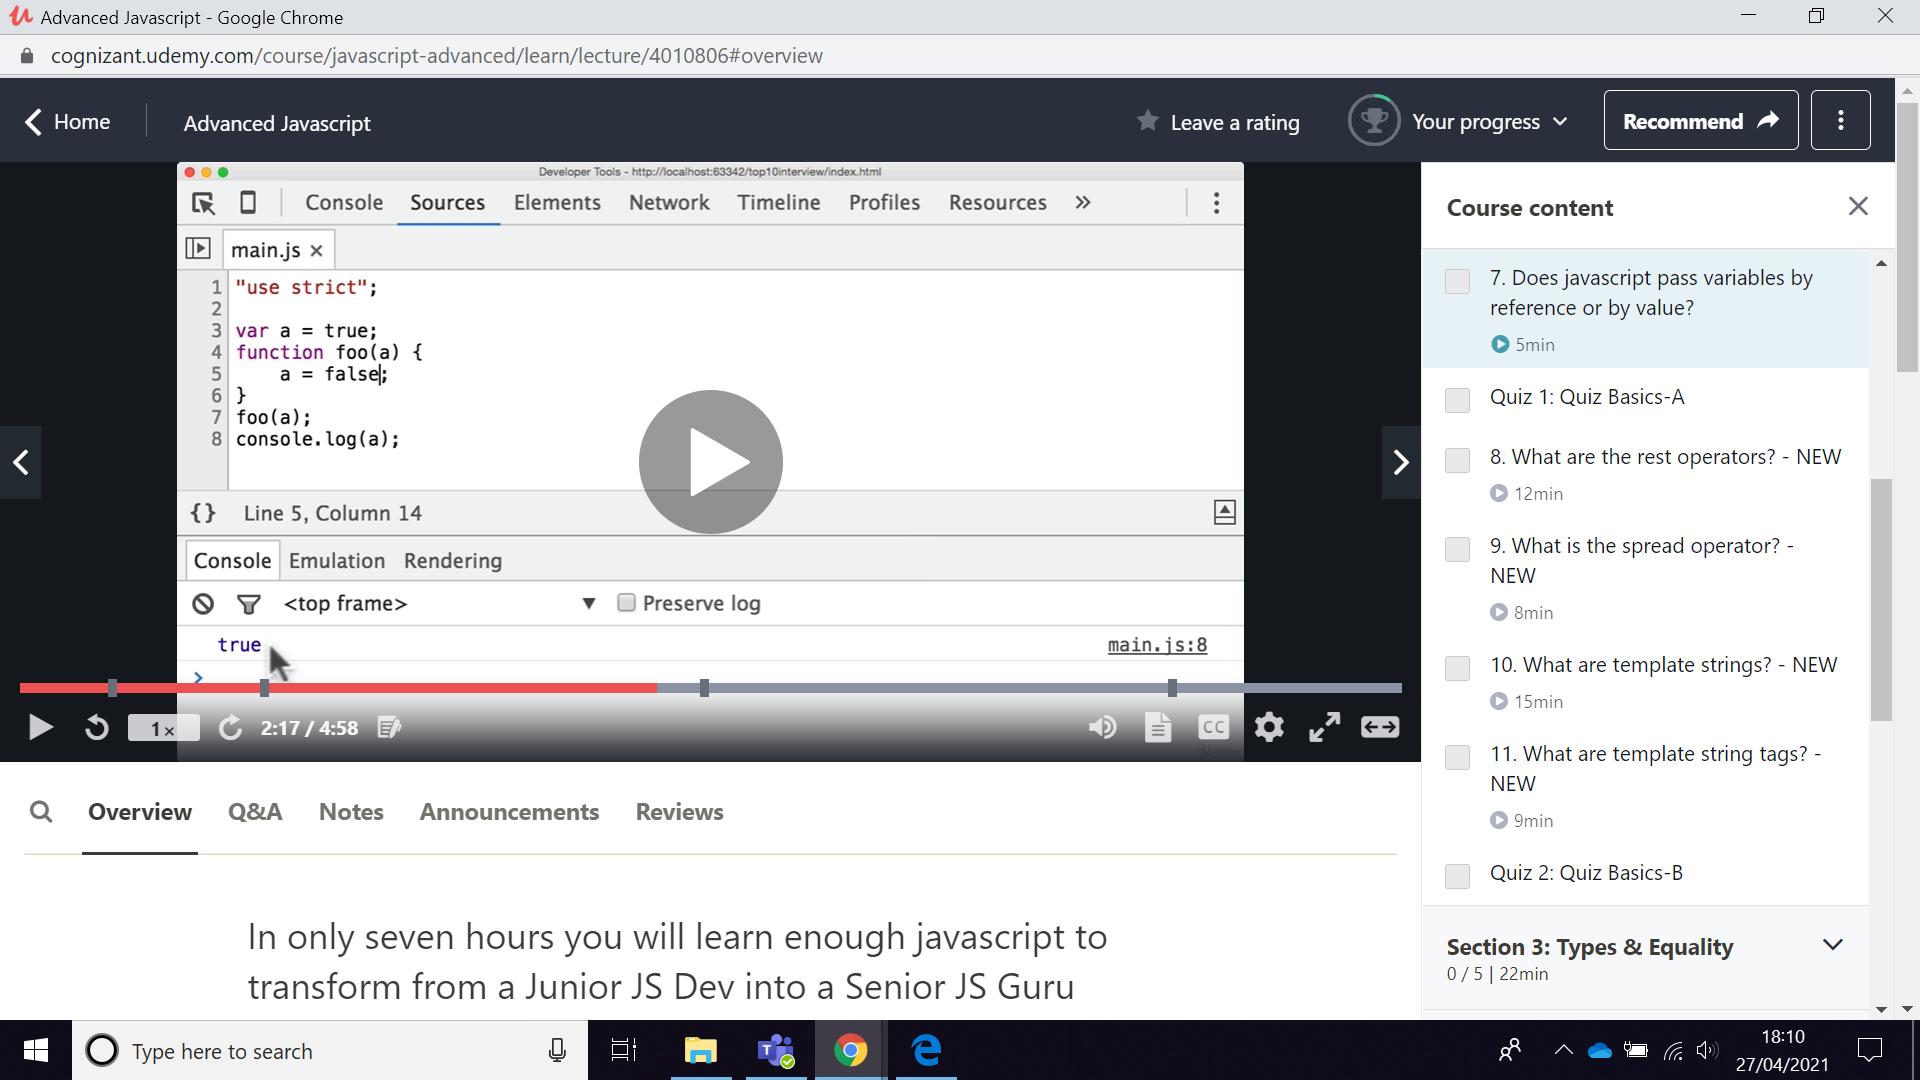 Advanced Javascript - Google Chrome
cognizant.udemy.com/course/javascript-advanced/learn/lecture/4010806#overview
Home
Advanced Javascript
Leave a rating
Your progress
Recommend
Developer Tools - http://localhost:63342/top10interview/index.html
Console Sources Elements Network Timeline Profiles Resources »
main.js ×
1 "use strict";
2
3 var a = true;
4 function foo(a) {
5     a = false;
6 }
7 foo(a);
8 console.log(a);
{} Line 5, Column 14
Console Emulation Rendering
<top frame> ▼ Preserve log
true main.js:8
>
1× 2:17 / 4:58 CC
Overview Q&A Notes Announcements Reviews
In only seven hours you will learn enough javascript to
transform from a Junior JS Dev into a Senior JS Guru
Course content
7. Does javascript pass variables by
reference or by value?
5min
Quiz 1: Quiz Basics-A
8. What are the rest operators? - NEW
12min
9. What is the spread operator? -
NEW
8min
10. What are template strings? - NEW
15min
11. What are template string tags? -
NEW
9min
Quiz 2: Quiz Basics-B
Section 3: Types & Equality
0 / 5 | 22min
Type here to search
18:10
27/04/2021